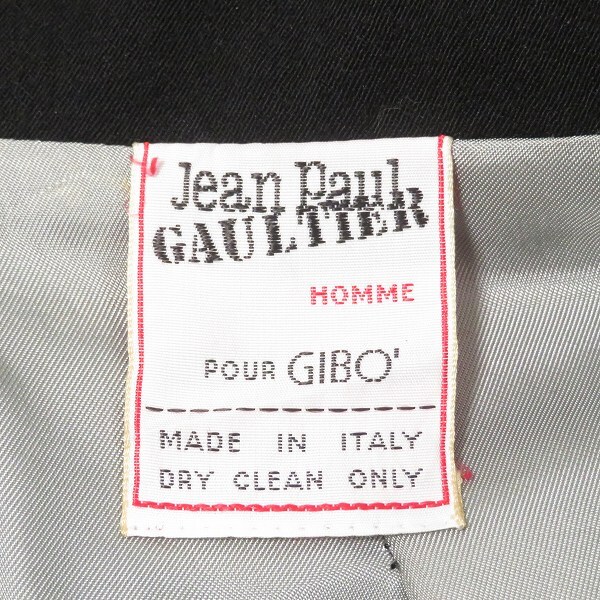 Jean Paul
GAULTIER
HOMME
POUR GIBO'
MADE IN ITALY
DRY CLEAN ONLY